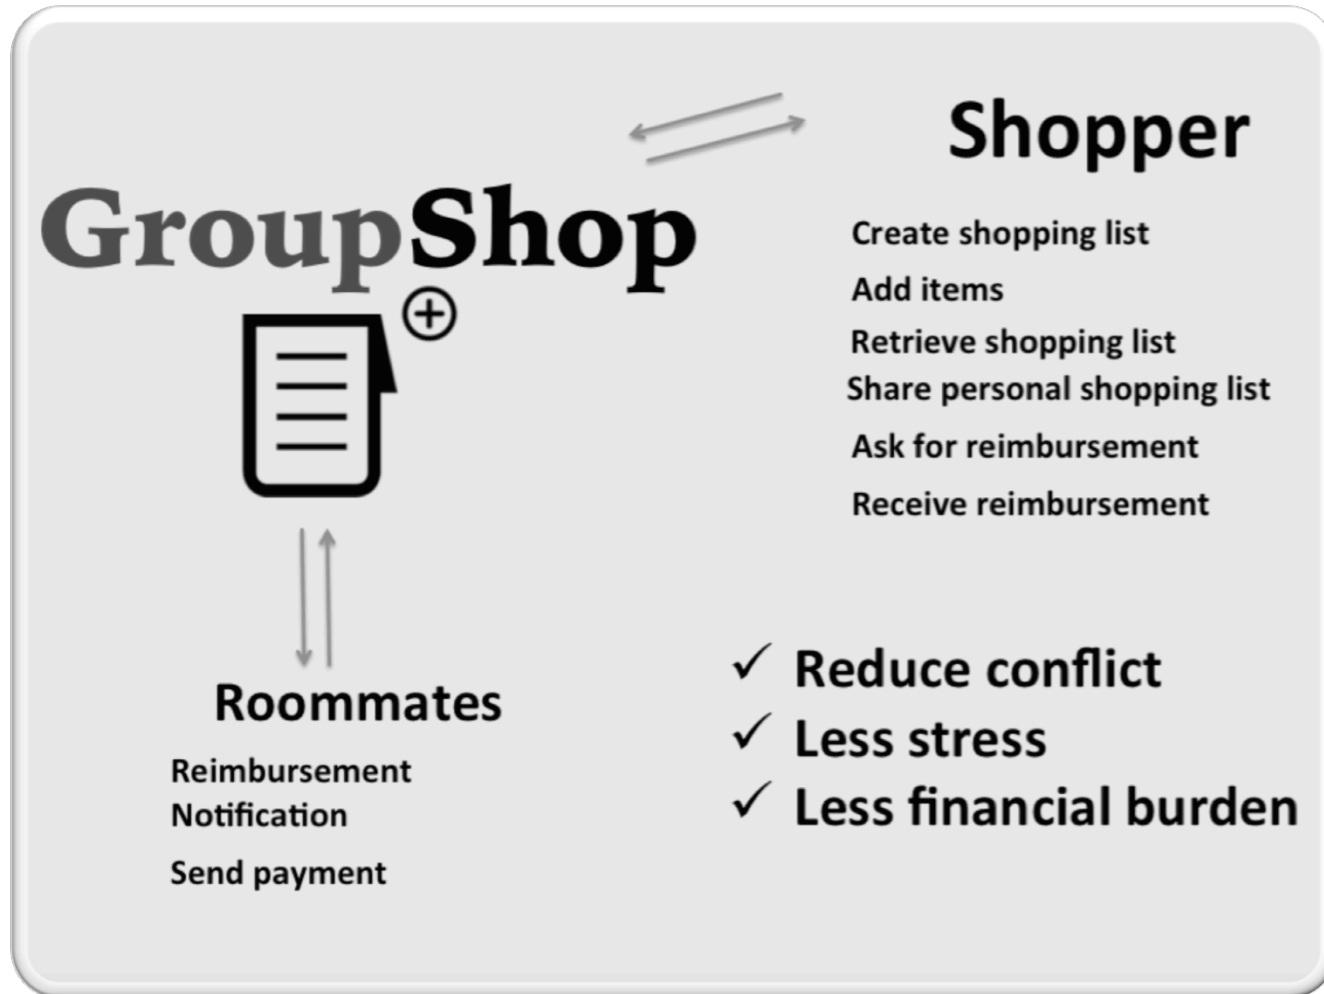 GroupShop
Shopper
Create shopping list
Add items
Retrieve shopping list
Share personal shopping list
Ask for reimbursement
Receive reimbursement
Roommates
Reimbursement
Notification
Send payment
✓ Reduce conflict
✓ Less stress
✓ Less financial burden